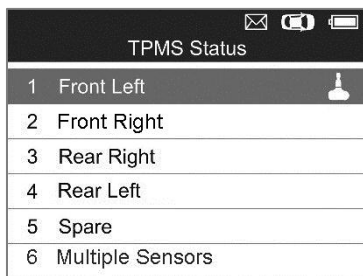 TPMS Status
1 Front Left
2 Front Right
3 Rear Right
4 Rear Left
5 Spare
6 Multiple Sensors